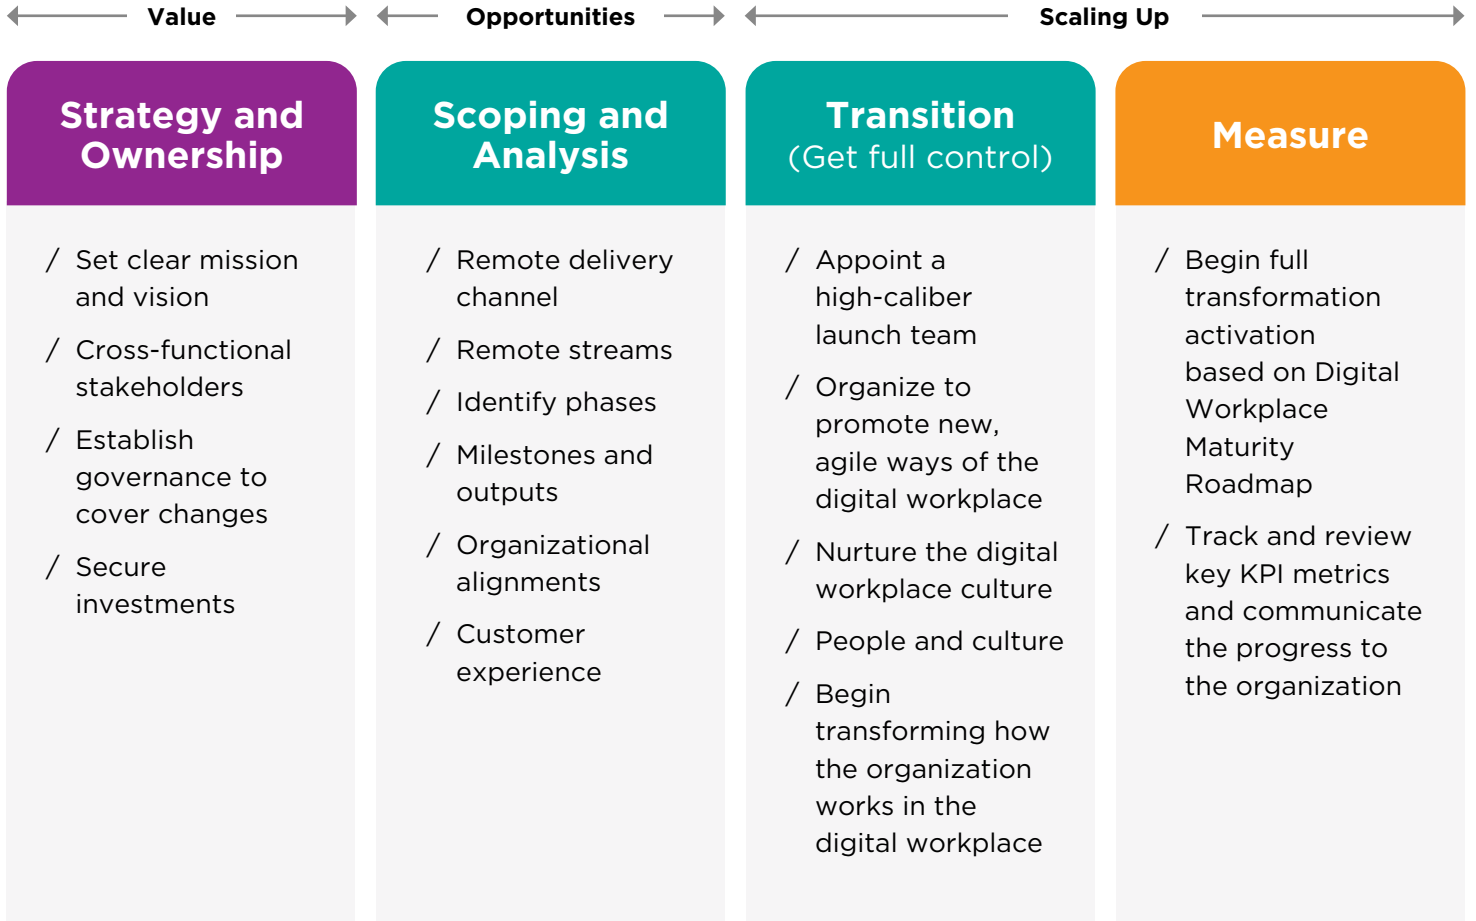 Value
Opportunities
Scaling Up
Strategy and
Ownership
/ Set clear mission
and vision
/ Cross-functional
stakeholders
/ Establish
governance to
cover changes
/ Secure
investments
Scoping and
Analysis
/ Remote delivery
channel
/ Remote streams
/ Identify phases
/ Milestones and
outputs
/ Organizational
alignments
/ Customer
experience
Transition
(Get full control)
/ Appoint a
high-caliber
launch team
/ Organize to
promote new,
agile ways of the
digital workplace
/ Nurture the digital
workplace culture
/ People and culture
/ Begin
transforming how
the organization
works in the
digital workplace
Measure
/ Begin full
transformation
activation
based on Digital
Workplace
Maturity
Roadmap
/ Track and review
key KPI metrics
and communicate
the progress to
the organization